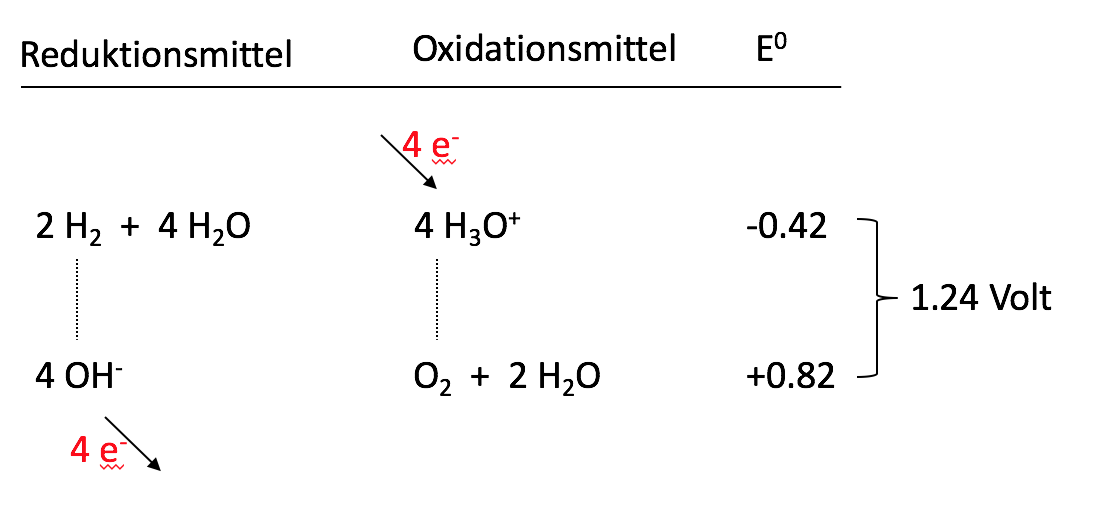 Reduktionsmittel Oxidationsmittel E⁰
4 e⁻
2 H₂ + 4 H₂O 4 H₃O⁺ -0.42
1.24 Volt
4 OH⁻ O₂ + 2 H₂O +0.82
4 e⁻